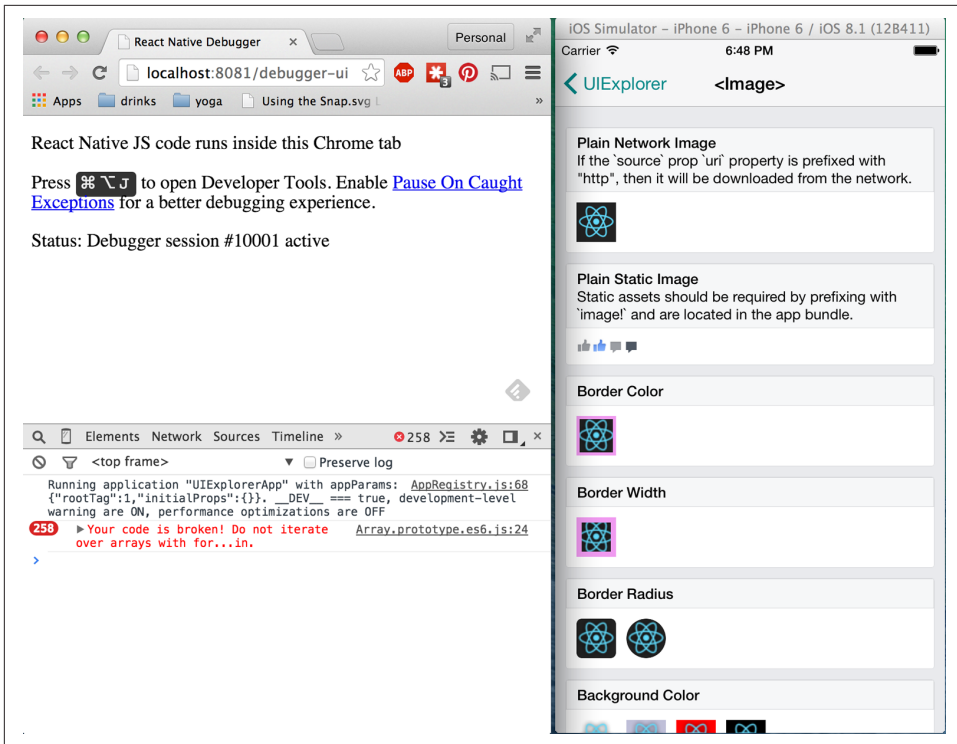 React Native Debugger
Personal
localhost:8081/debugger-ui
ABP
3
Apps
drinks
yoga
Using the Snap.svg
»
React Native JS code runs inside this Chrome tab
Press ⌘⌥J to open Developer Tools. Enable Pause On Caught
Exceptions for a better debugging experience.
Status: Debugger session #10001 active
Elements Network Sources Timeline » 258
<top frame> ▼ Preserve log
Running application "UIExplorerApp" with appParams: AppRegistry.js:68
{"rootTag":1,"initialProps":{}}. __DEV__ === true, development-level
warning are ON, performance optimizations are OFF
258 ▶Your code is broken! Do not iterate Array.prototype.es6.js:24
over arrays with for...in.
iOS Simulator – iPhone 6 – iPhone 6 / iOS 8.1 (12B411)
Carrier 6:48 PM
UIExplorer <Image>
Plain Network Image
If the `source` prop `uri` property is prefixed with
"http", then it will be downloaded from the network.
Plain Static Image
Static assets should be required by prefixing with
`image!` and are located in the app bundle.
Border Color
Border Width
Border Radius
Background Color